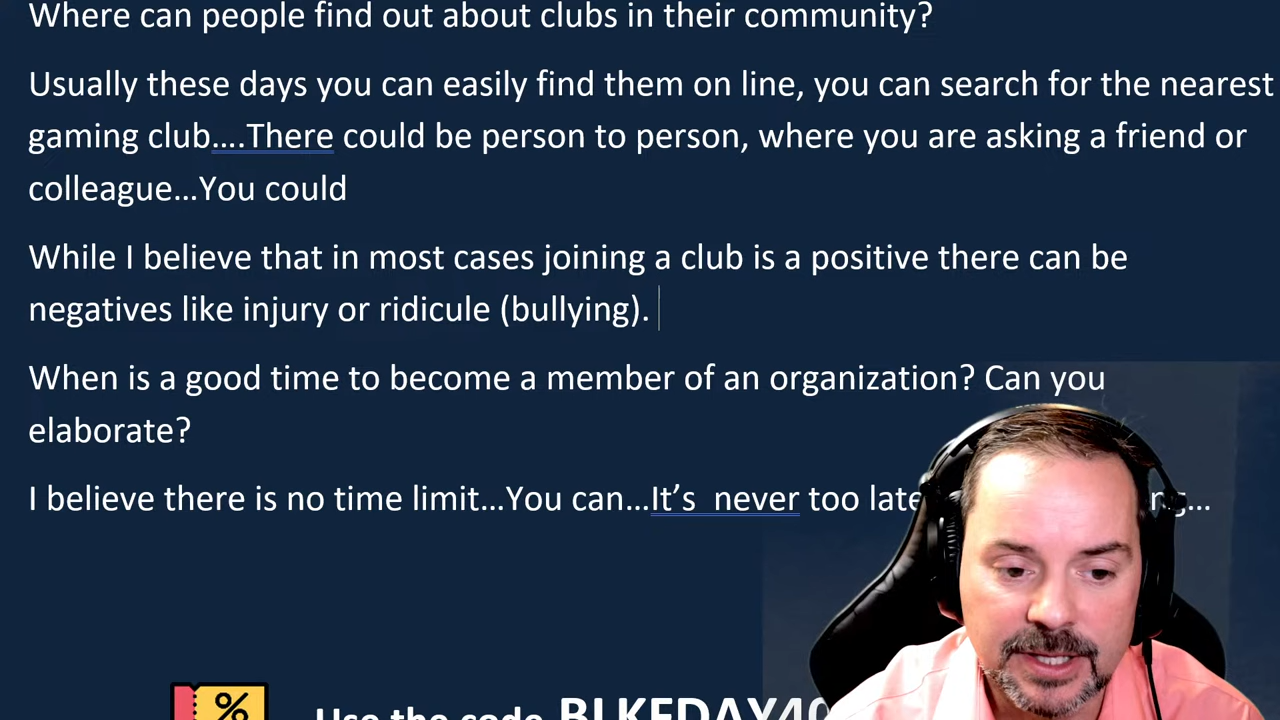 Where can people find out about clubs in their community?
Usually these days you can easily find them on line, you can search for the nearest
gaming club….There could be person to person, where you are asking a friend or
colleague…You could
While I believe that in most cases joining a club is a positive there can be
negatives like injury or ridicule (bullying).
When is a good time to become a member of an organization? Can you
elaborate?
I believe there is no time limit…You can…It’s  never too late
%
Use the code BLKFDAY40